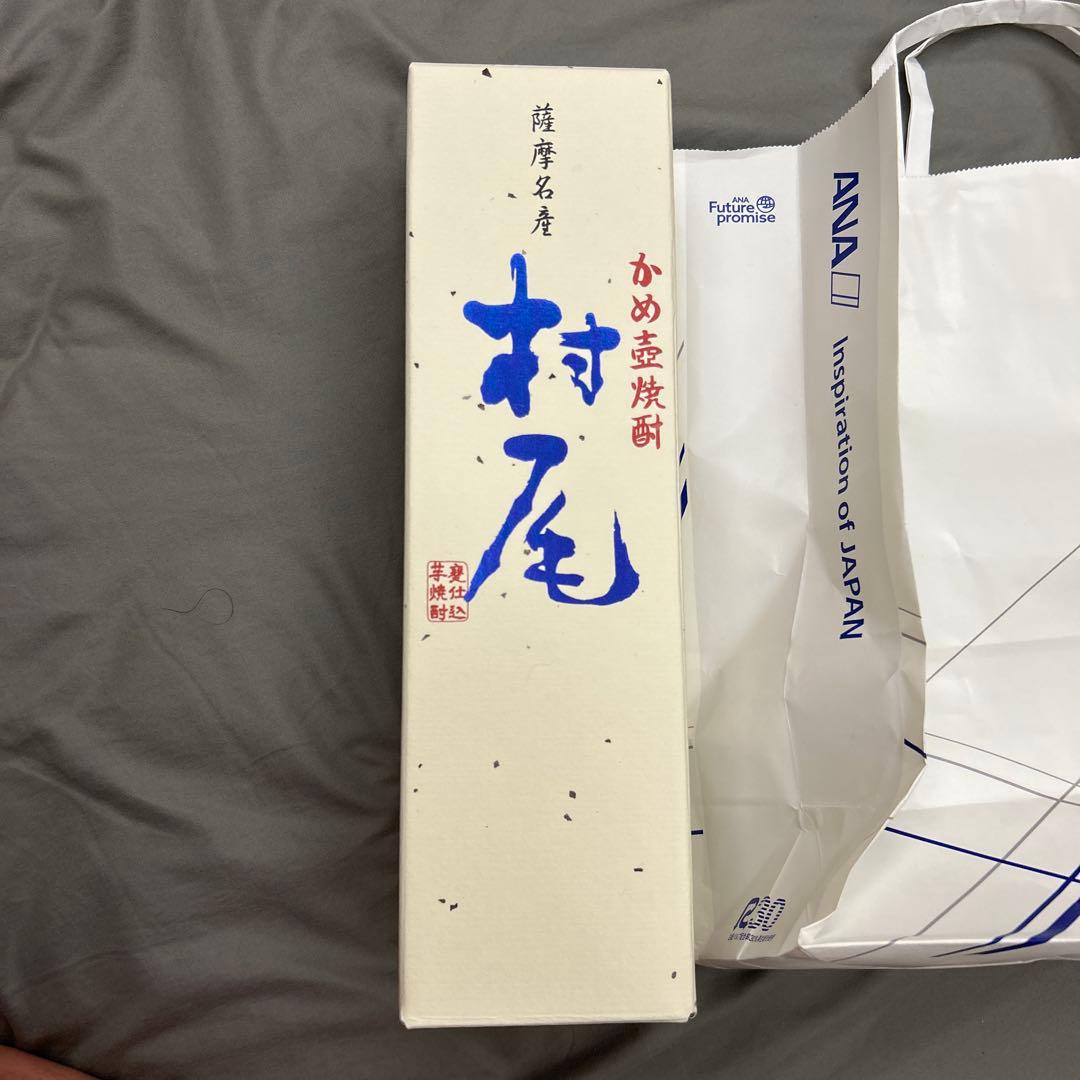 薩摩名産
かめ壺焼酎
村尾
甕仕込
芋焼酎
ANA
Future
promise
ANA
Inspiration of JAPAN